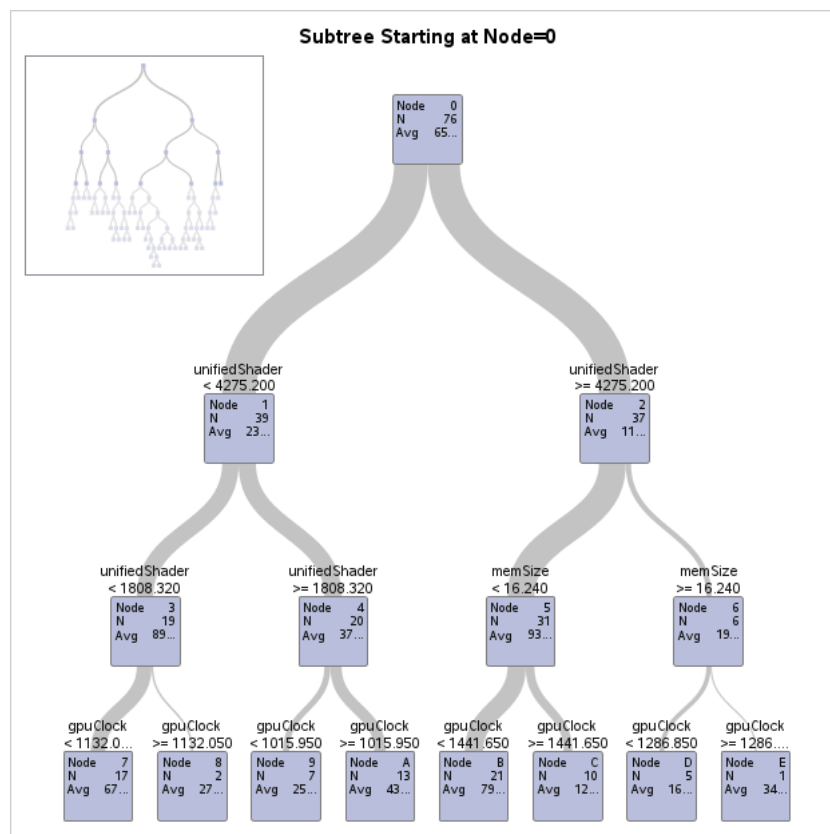 Subtree Starting at Node=0
Node 0
N 76
Avg 65...
unifiedShader
< 4275.200
Node 1
N 39
Avg 23...
unifiedShader
>= 4275.200
Node 2
N 37
Avg 11...
unifiedShader
< 1808.320
Node 3
N 19
Avg 89...
unifiedShader
>= 1808.320
Node 4
N 20
Avg 37...
memSize
< 16.240
Node 5
N 31
Avg 93...
memSize
>= 16.240
Node 6
N 6
Avg 19...
gpuClock
< 1132.0...
Node 7
N 17
Avg 67...
gpuClock
>= 1132.050
Node 8
N 2
Avg 27...
gpuClock
< 1015.950
Node 9
N 7
Avg 25...
gpuClock
>= 1015.950
Node A
N 13
Avg 43...
gpuClock
< 1441.650
Node B
N 21
Avg 79...
gpuClock
>= 1441.650
Node C
N 10
Avg 12...
gpuClock
< 1286.850
Node D
N 5
Avg 16...
gpuClock
>= 1286....
Node E
N 1
Avg 34...